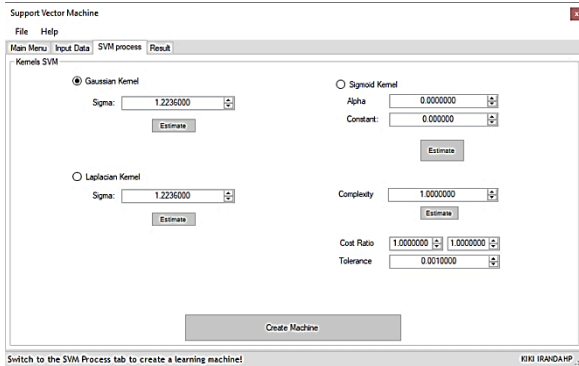 Support Vector Machine
x
File Help
Main Menu Input Data SVM process Result
Kernels SVM
Gaussian Kernel
Sigma: 1.2236000
Estimate
Laplacian Kernel
Sigma: 1.2236000
Estimate
Sigmoid Kernel
Alpha 0.0000000
Constant: 0.000000
Estimate
Complexity 1.0000000
Estimate
Cost Ratio 1.0000000 1.0000000
Tolerance 0.0010000
Create Machine
Switch to the SVM Process tab to create a learning machine! KIKI IRANDAHP